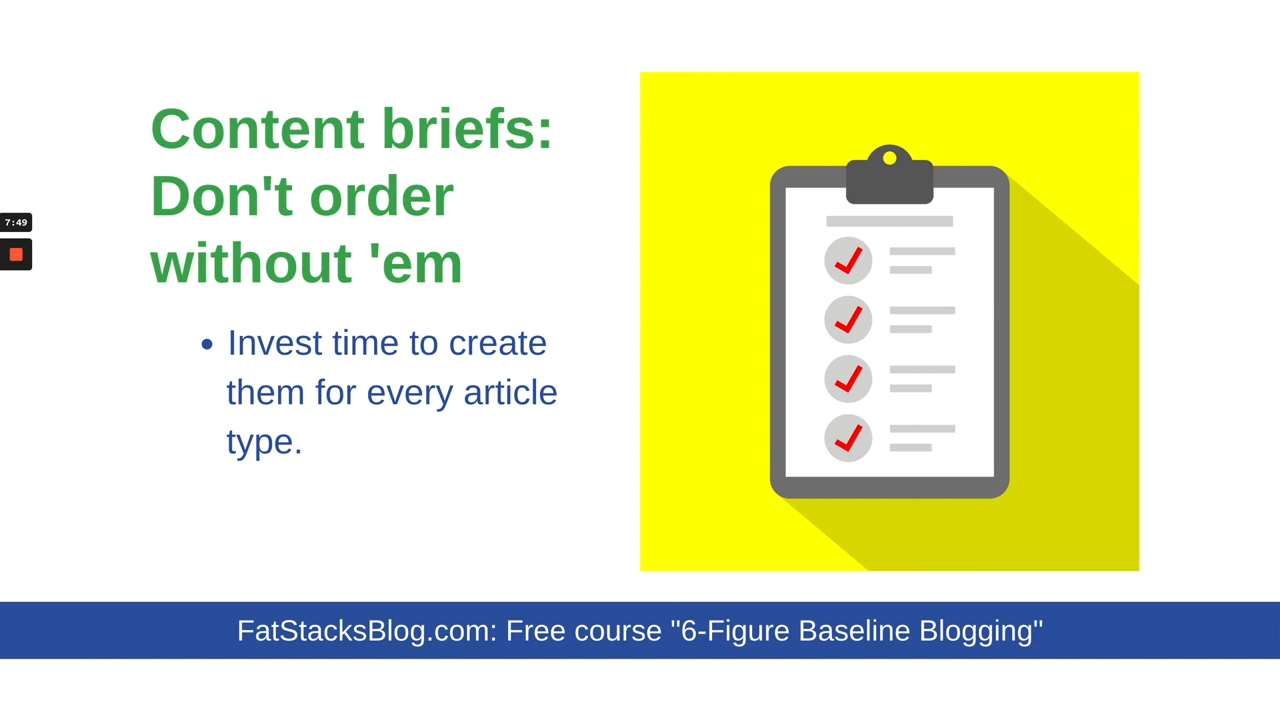 Content briefs:
Don't order
without 'em
7:49
• Invest time to create
them for every article
type.
FatStacksBlog.com: Free course "6-Figure Baseline Blogging"